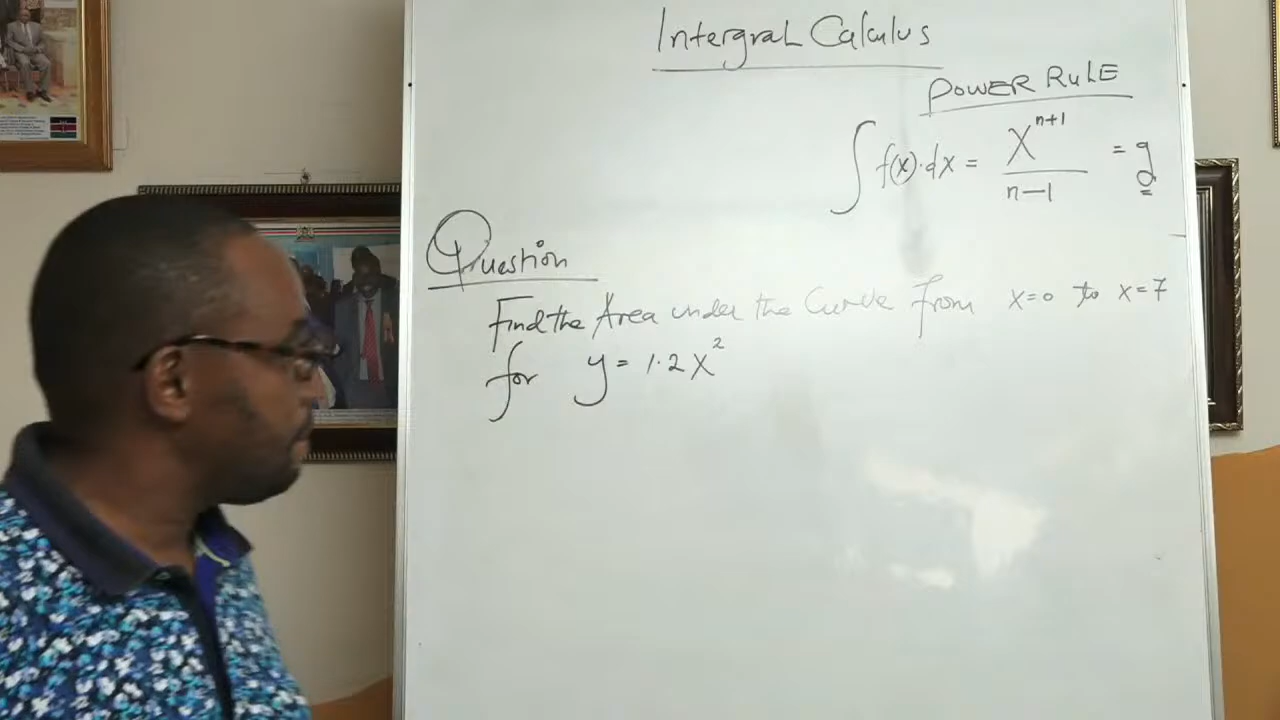 Intergral Calculus
POWER RULE
∫ f(x)·dx = x^(n+1) / (n-1) = g
Question
Find the Area under the Curve from x=0 to x=7
for y = 1.2x^2